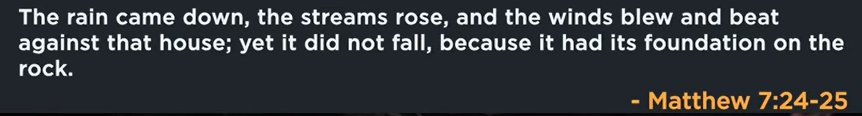 The rain came down, the streams rose, and the winds blew and beat
against that house; yet it did not fall, because it had its foundation on the
rock.
- Matthew 7:24-25